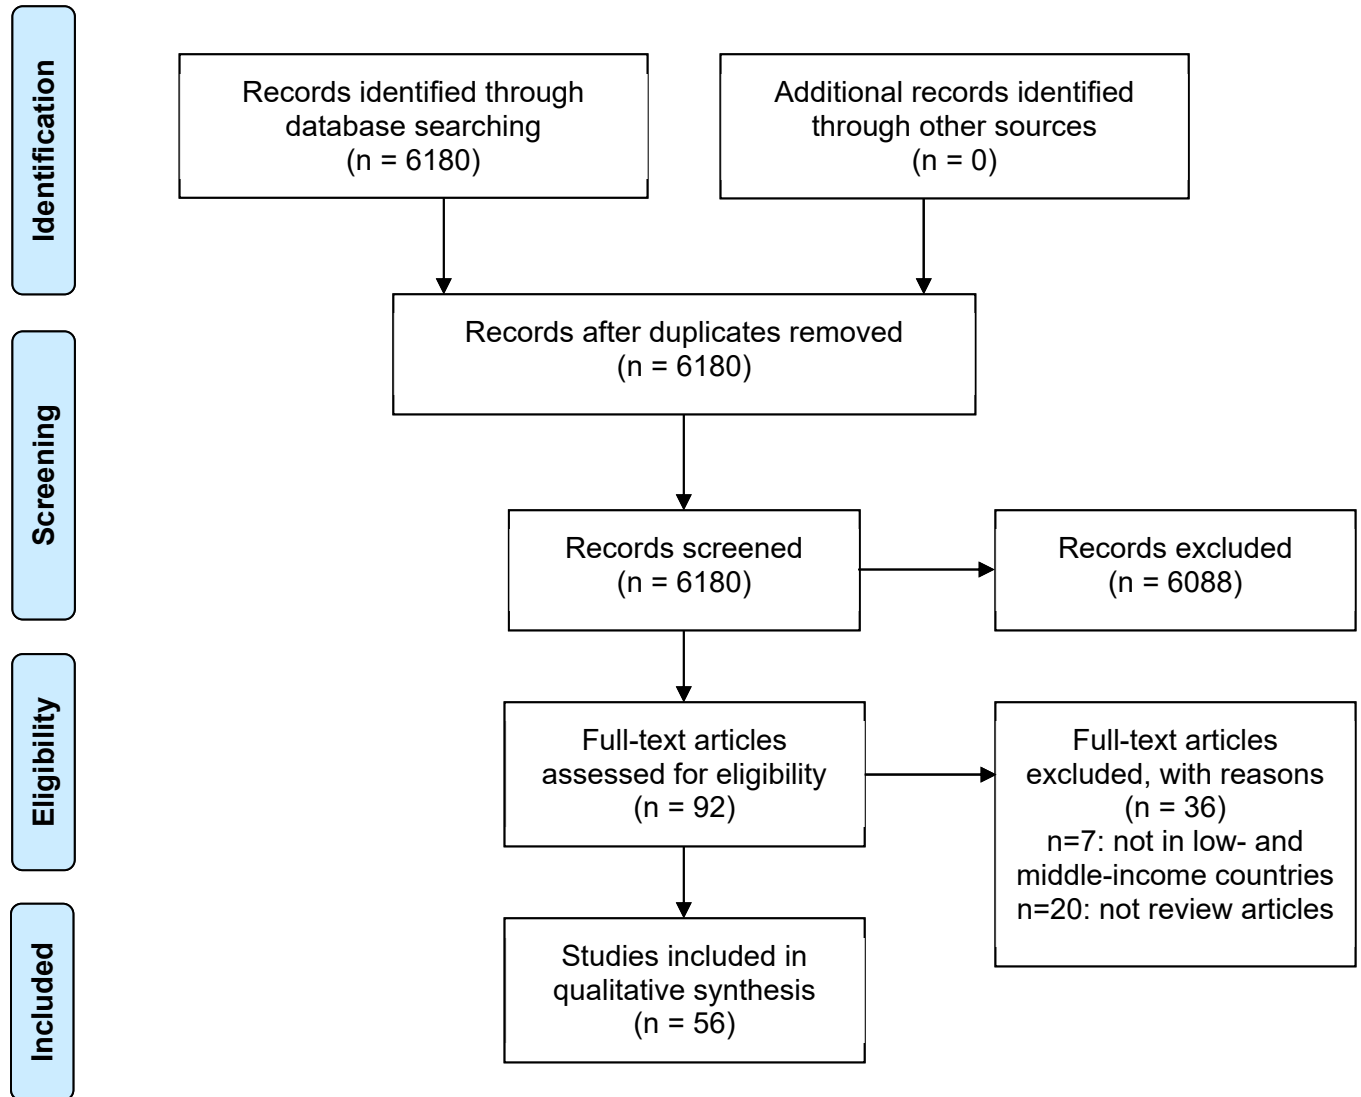 Identification
Records identified through
database searching
(n = 6180)
Additional records identified
through other sources
(n = 0)
Screening
Records after duplicates removed
(n = 6180)
Records screened
(n = 6180)
Records excluded
(n = 6088)
Eligibility
Full-text articles
assessed for eligibility
(n = 92)
Full-text articles
excluded, with reasons
(n = 36)
n=7: not in low- and
middle-income countries
n=20: not review articles
Included
Studies included in
qualitative synthesis
(n = 56)